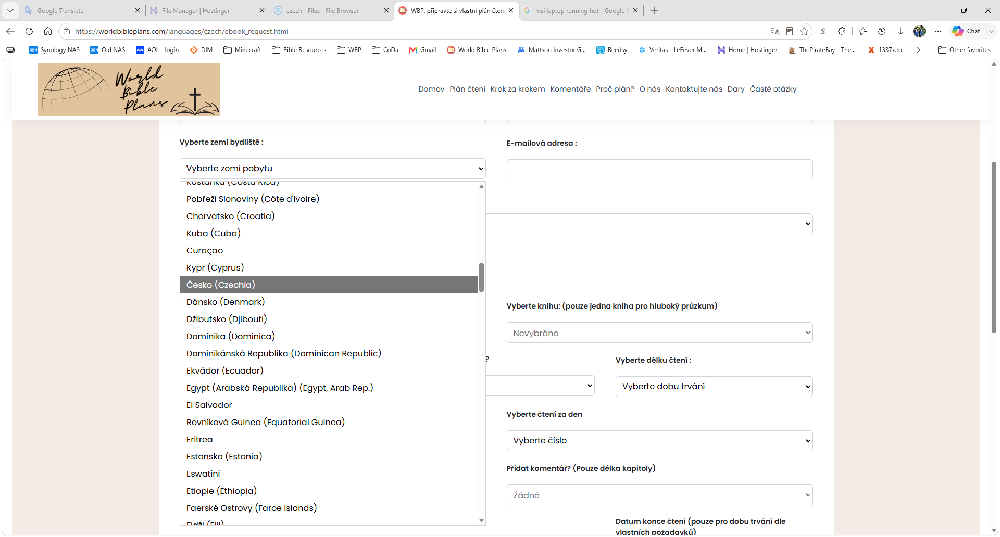 Google Translate
File Manager | Hostinger
czech - Files - File Browser
WBP, připravte si vlastní plán čtení
msi laptop running hot - Google S
https://worldbibleplans.com/languages/czech/ebook_request.html
Chat
Synology NAS
Old NAS
AOL - login
DIM
Minecraft
Bible Resources
WBP
CoDa
Gmail
World Bible Plans
Mattson Investor G...
Reedsy
Veritas - LeFever M...
Home | Hostinger
ThePirateBay - The...
1337x.to
Other favorites
World
Bible
Plans
Domov Plán čtení Krok za krokem Komentáře Proč plán? O nás Kontaktujte nás Dary Časté otázky
Vyberte zemi bydliště :
E-mailová adresa :
Vyberte zemi pobytu
Kostarika (Costa Rica)
Pobřeží Slonoviny (Côte d'Ivoire)
Chorvatsko (Croatia)
Kuba (Cuba)
Curaçao
Kypr (Cyprus)
Česko (Czechia)
Dánsko (Denmark)
Džibutsko (Djibouti)
Dominika (Dominica)
Dominikánská Republika (Dominican Republic)
Ekvádor (Ecuador)
Egypt (Arabská Republika) (Egypt, Arab Rep.)
El Salvador
Rovníková Guinea (Equatorial Guinea)
Eritrea
Estonsko (Estonia)
Eswatini
Etiopie (Ethiopia)
Faerské Ostrovy (Faroe Islands)
Fidži (Fiji)
Vyberte knihu: (pouze jedna kniha pro hluboký průzkum)
Nevybráno
?
Vyberte délku čtení :
Vyberte dobu trvání
Vyberte čtení za den
Vyberte číslo
Přidat komentář? (Pouze délka kapitoly)
Žádné
Datum konce čtení (pouze pro dobu trvání dle
vlastních požadavků)